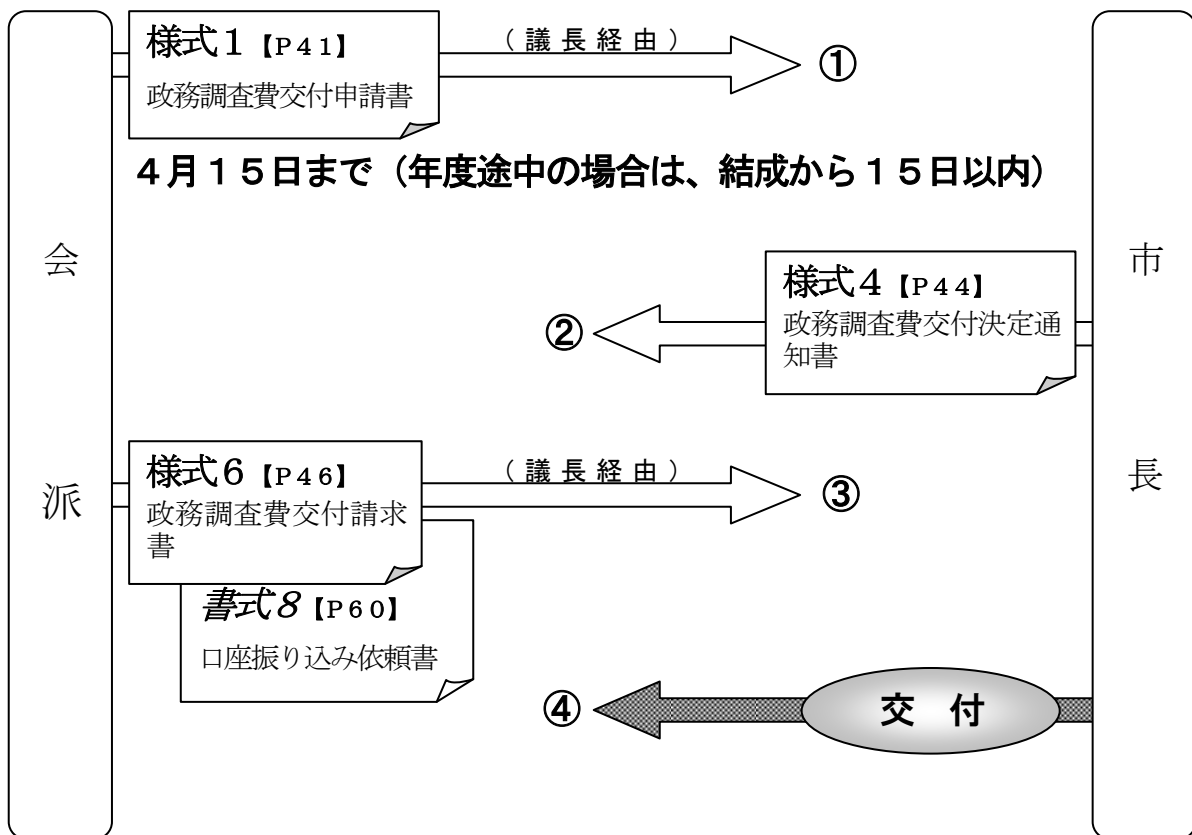 様式１【P４１】
政務調査費交付申請書
（議長経由）
①
４月１５日まで（年度途中の場合は、結成から１５日以内）
会派
市長
②
様式４【P４４】
政務調査費交付決定通
知書
様式６【P４６】
政務調査費交付請求
書
（議長経由）
③
書式８【P６０】
口座振り込み依頼書
④
交　付